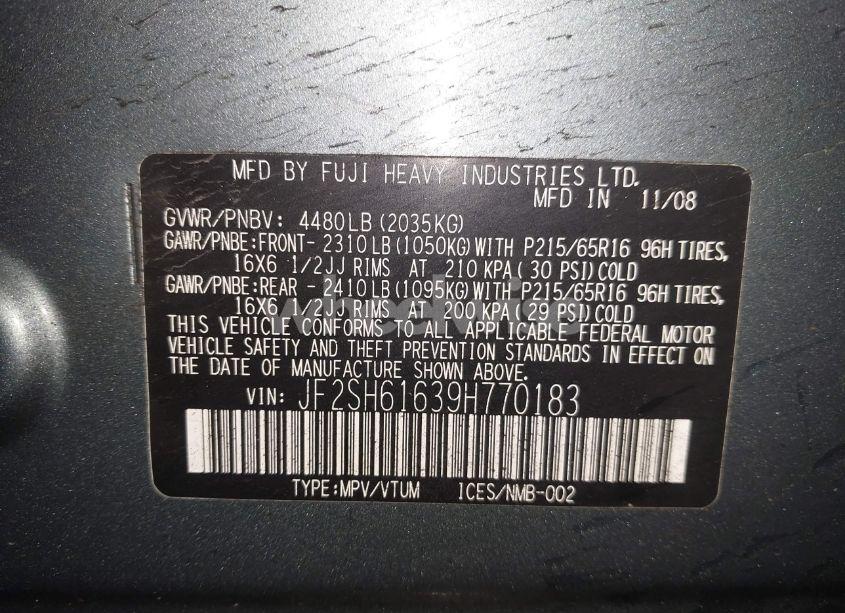 MFD BY FUJI HEAVY INDUSTRIES LTD.
MFD IN 11/08
GVWR/PNBV: 4480LB(2035KG)
GAWR/PNBE:FRONT- 2310LB(1050KG)WITH P215/65R16 96H TIRES,
16X6 1/2JJ RIMS AT 210 KPA( 30 PSI)COLD
GAWR/PNBE:REAR - 2410LB(1095KG)WITH P215/65R16 96H TIRES,
16X6 1/2JJ RIMS AT 200 KPA( 29 PSI)COLD
THIS VEHICLE CONFORMS TO ALL APPLICABLE FEDERAL MOTOR
VEHICLE SAFETY AND THEFT PREVENTION STANDARDS IN EFFECT ON
THE DATE OF MANUFACTURE SHOWN ABOVE.
VIN: JF2SH61639H770183
TYPE:MPV/VTUM ICES/NMB-002